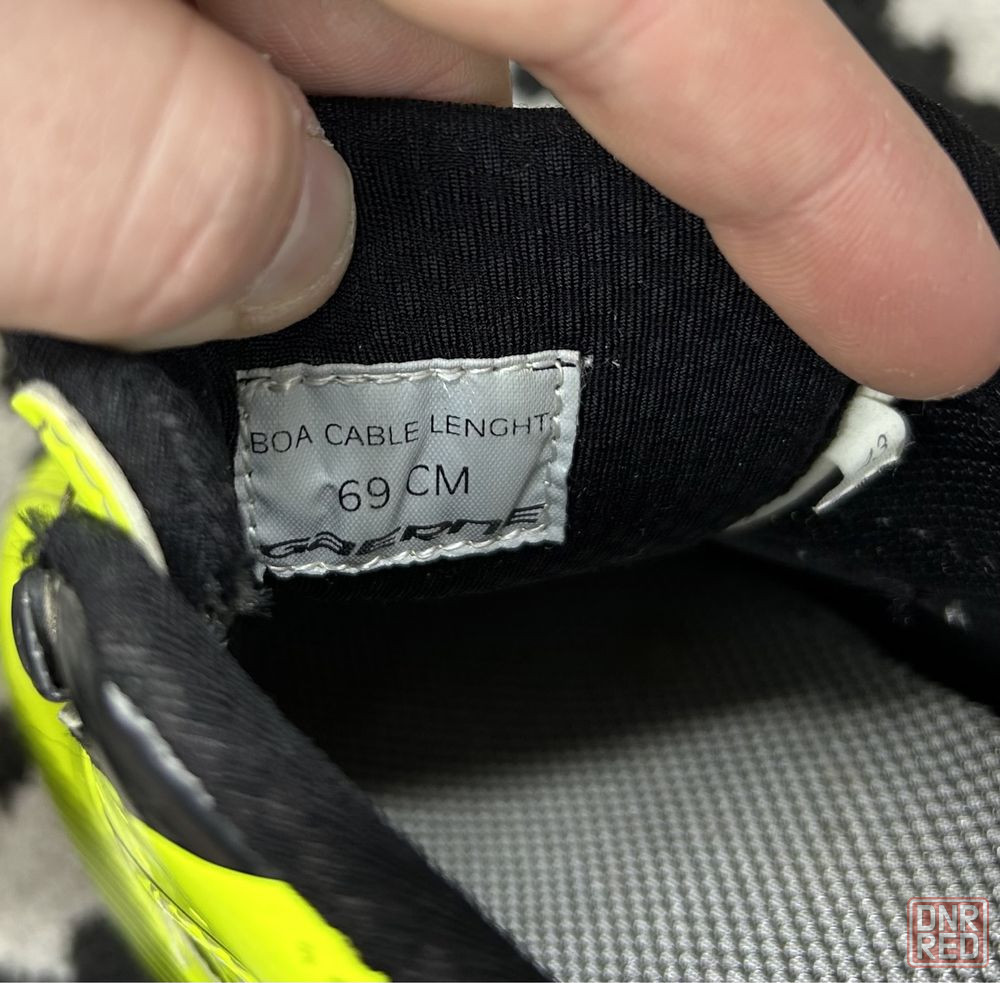 BOA CABLE LENGHT
69 CM
GAERNE
DNR
RED